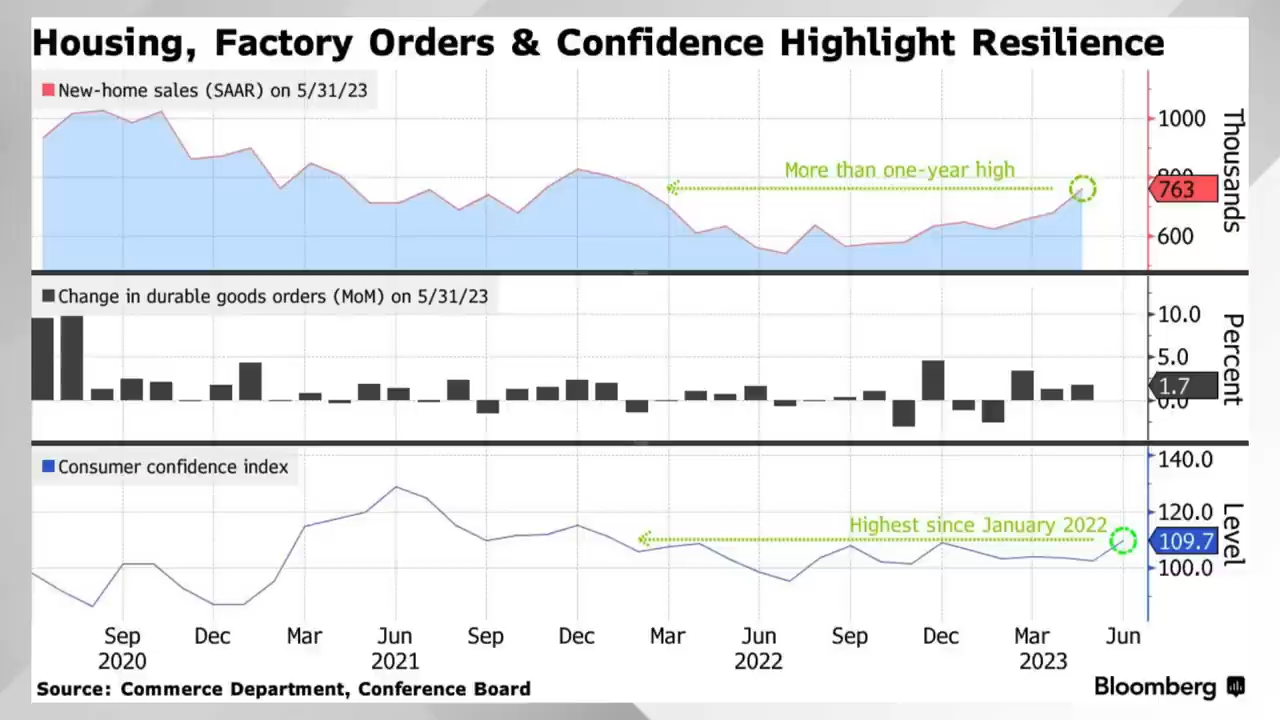 Housing, Factory Orders & Confidence Highlight Resilience
New-home sales (SAAR) on 5/31/23
1000
More than one-year high
800
763
600
Thousands
Change in durable goods orders (MoM) on 5/31/23
10.0
5.0
1.7
0.0
Percent
Consumer confidence index
140.0
120.0
Highest since January 2022
109.7
100.0
Level
Sep Dec Mar Jun Sep Dec Mar Jun Sep Dec Mar Jun
2020 2021 2022 2023
Source: Commerce Department, Conference Board
Bloomberg